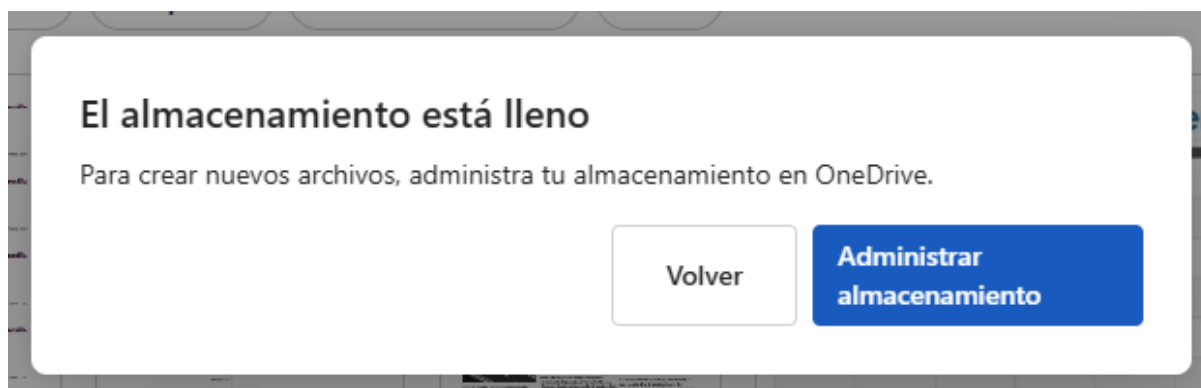 El almacenamiento está lleno
Para crear nuevos archivos, administra tu almacenamiento en OneDrive.
Volver
Administrar
almacenamiento